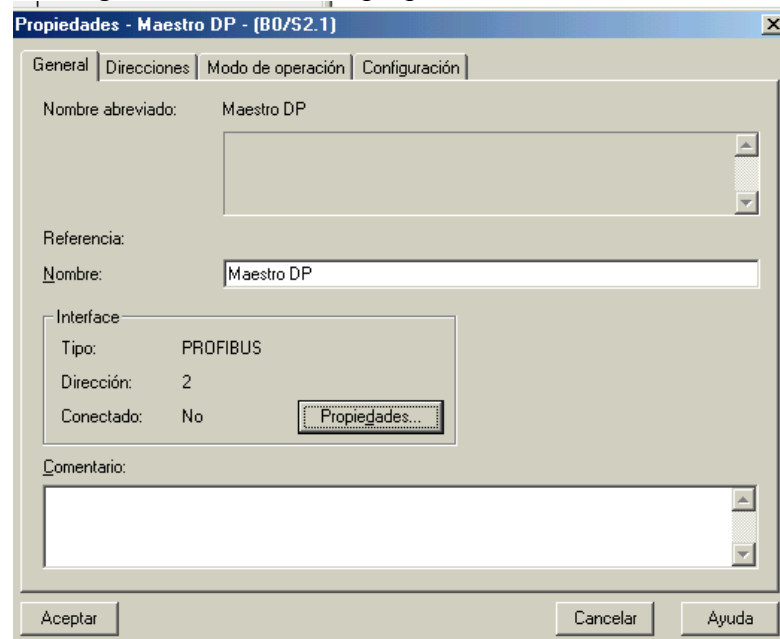 Propiedades - Maestro DP - (B0/S2.1)
General Direcciones Modo de operación Configuración
Nombre abreviado: Maestro DP
Referencia:
Nombre: Maestro DP
Interface
Tipo: PROFIBUS
Dirección: 2
Conectado: No Propiedades...
Comentario:
Aceptar Cancelar Ayuda